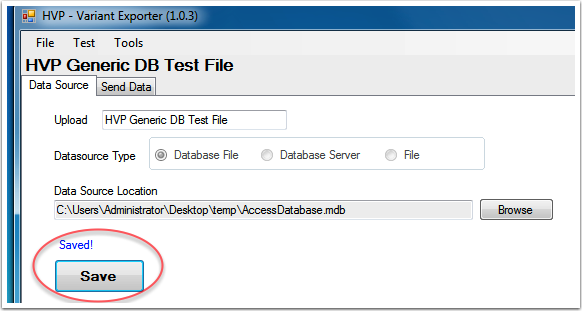 HVP - Variant Exporter (1.0.3)
File Test Tools
HVP Generic DB Test File
Data Source Send Data
Upload HVP Generic DB Test File
Datasource Type Database File Database Server File
Data Source Location
C:\Users\Administrator\Desktop\temp\AccessDatabase.mdb Browse
Saved!
Save